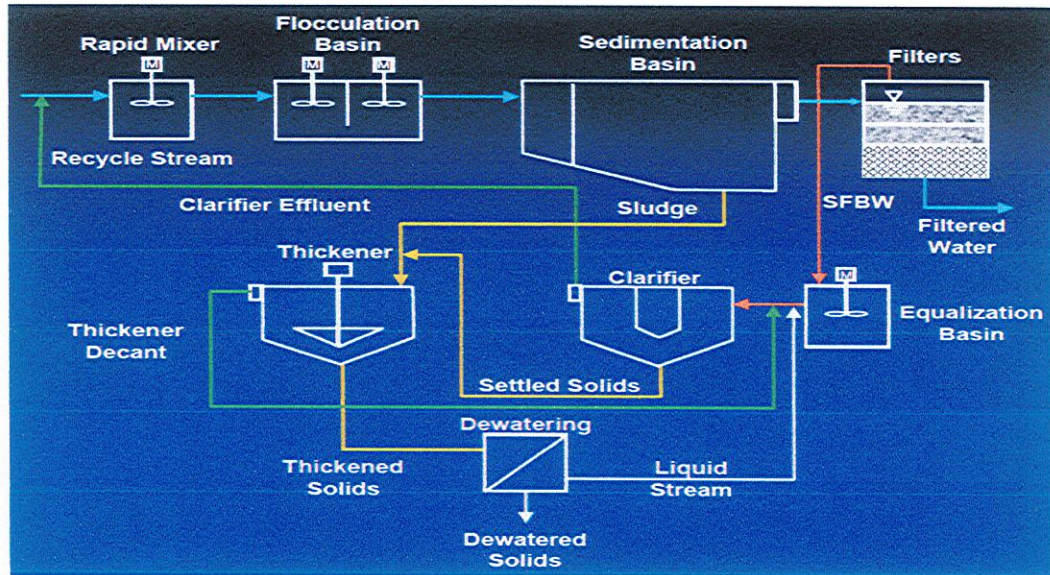 Flocculation
Basin
Rapid Mixer
Sedimentation
Basin
Filters
M
M
M
Recycle Stream
Clarifier Effluent
Sludge
SFBW
Filtered
Water
Thickener
Clarifier
M
Equalization
Basin
Thickener
Decant
Settled Solids
Dewatering
Thickened
Solids
Liquid
Stream
Dewatered
Solids